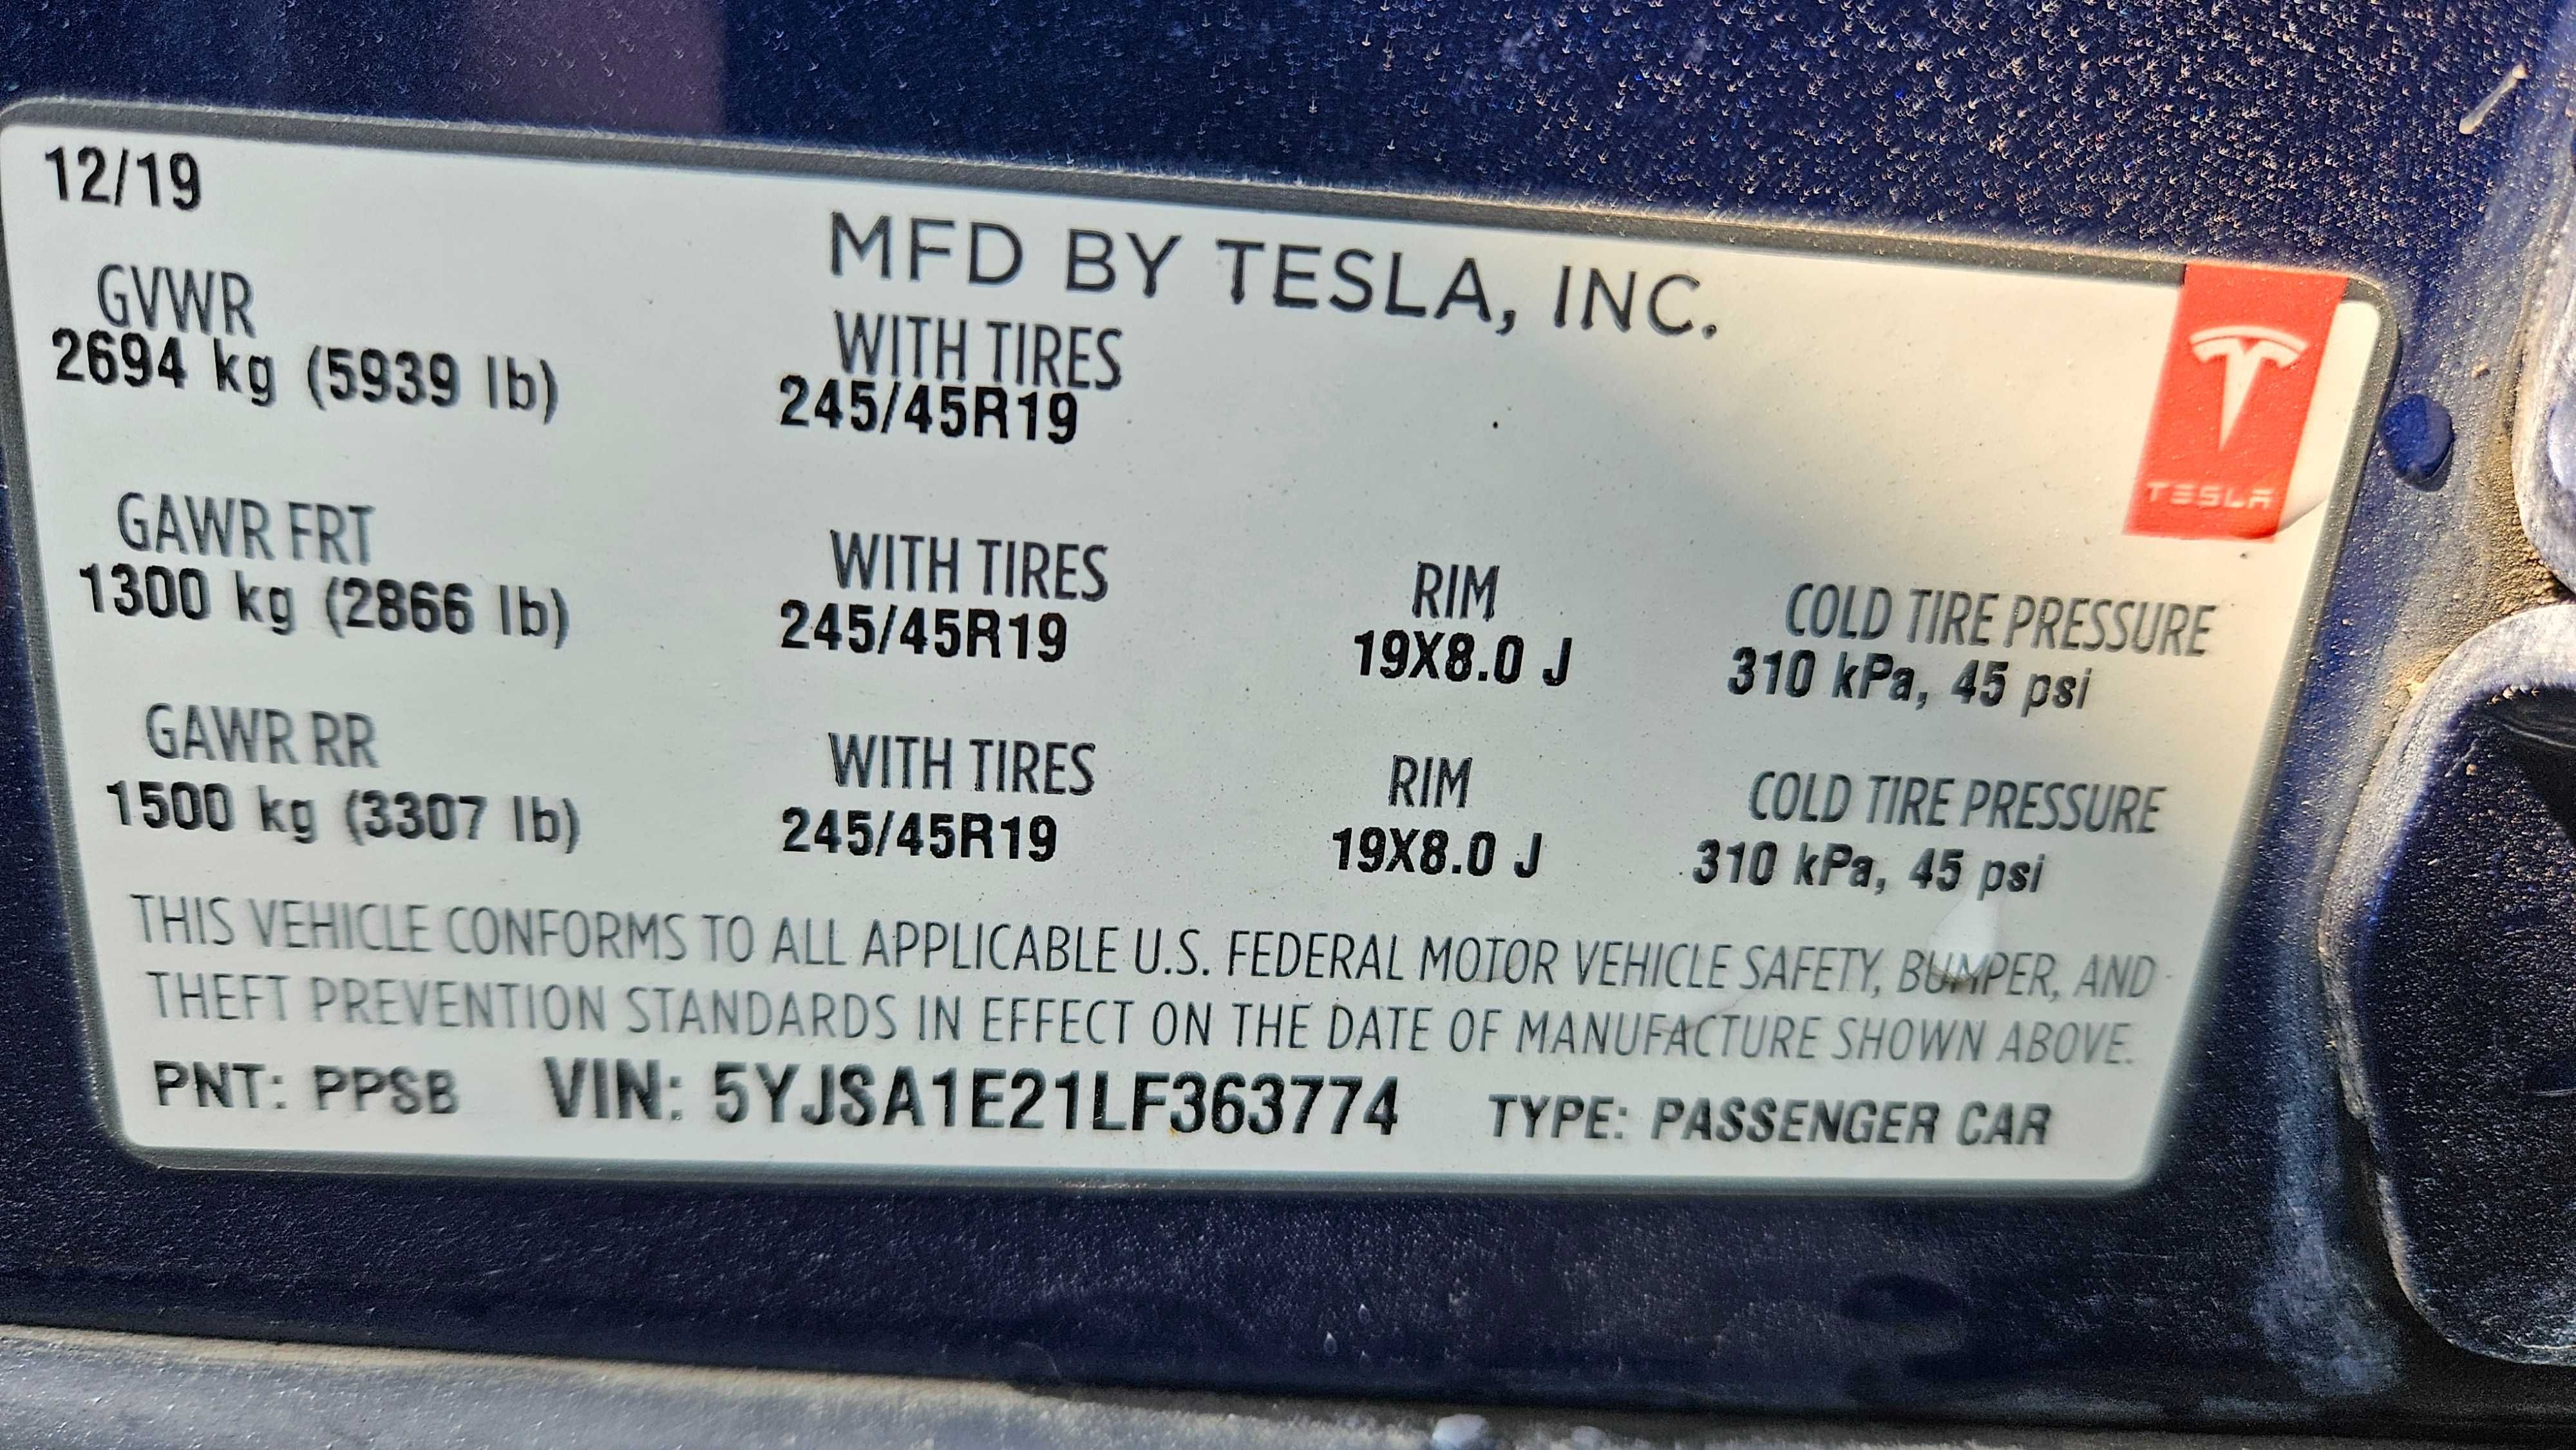 12/19
MFD BY TESLA, INC.
GVWR WITH TIRES
2694 kg (5939 lb) 245/45R19
TESLA
GAWR FRT WITH TIRES RIM COLD TIRE PRESSURE
1300 kg (2866 lb) 245/45R19 19X8.0 J 310 kPa, 45 psi
GAWR RR WITH TIRES RIM COLD TIRE PRESSURE
1500 kg (3307 lb) 245/45R19 19X8.0 J 310 kPa, 45 psi
THIS VEHICLE CONFORMS TO ALL APPLICABLE U.S. FEDERAL MOTOR VEHICLE SAFETY, BUMPER, AND
THEFT PREVENTION STANDARDS IN EFFECT ON THE DATE OF MANUFACTURE SHOWN ABOVE.
PNT: PPSB VIN: 5YJSA1E21LF363774 TYPE: PASSENGER CAR